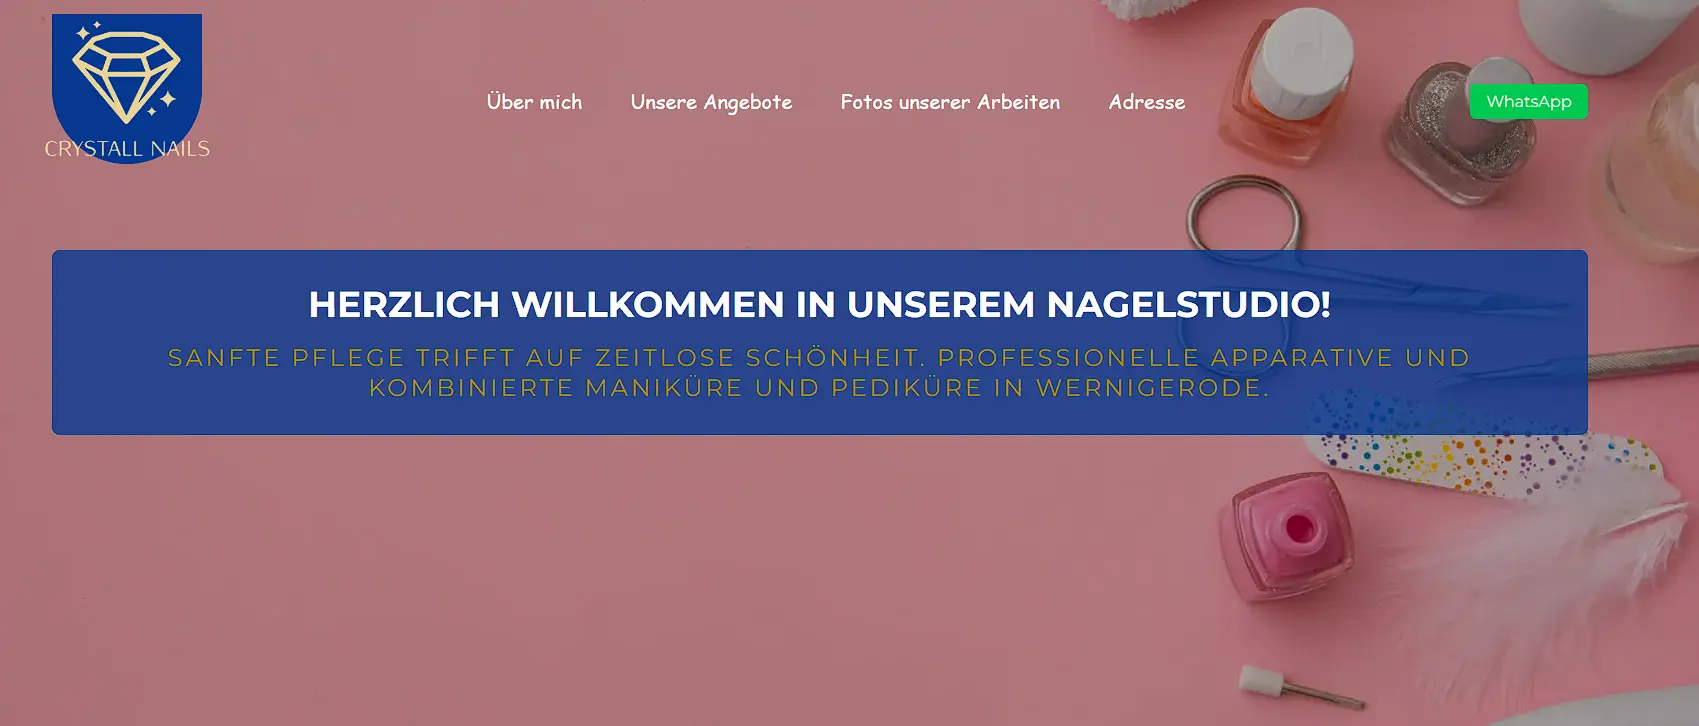 CRYSTALL NAILS
Über mich
Unsere Angebote
Fotos unserer Arbeiten
Adresse
WhatsApp
HERZLICH WILLKOMMEN IN UNSEREM NAGELSTUDIO!
SANFTE PFLEGE TRIFFT AUF ZEITLOSE SCHÖNHEIT. PROFESSIONELLE APPARATIVE UND
KOMBINIERTE MANIKÜRE UND PEDIKÜRE IN WERNIGERODE.